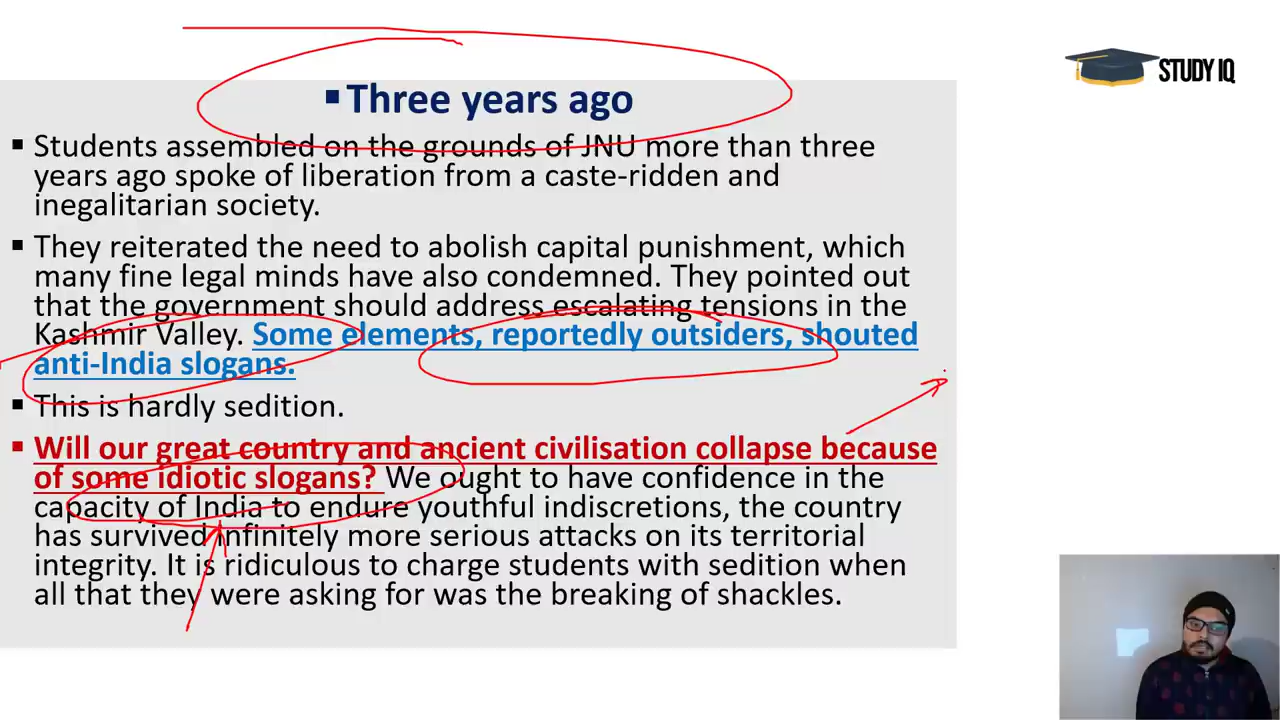 ▪Three years ago
STUDY IQ
▪ Students assembled on the grounds of JNU more than three
years ago spoke of liberation from a caste-ridden and
inegalitarian society.
▪ They reiterated the need to abolish capital punishment, which
many fine legal minds have also condemned. They pointed out
that the government should address escalating tensions in the
Kashmir Valley. Some elements, reportedly outsiders, shouted
anti-India slogans.
▪ This is hardly sedition.
▪ Will our great country and ancient civilisation collapse because
of some idiotic slogans? We ought to have confidence in the
capacity of India to endure youthful indiscretions, the country
has survived infinitely more serious attacks on its territorial
integrity. It is ridiculous to charge students with sedition when
all that they were asking for was the breaking of shackles.